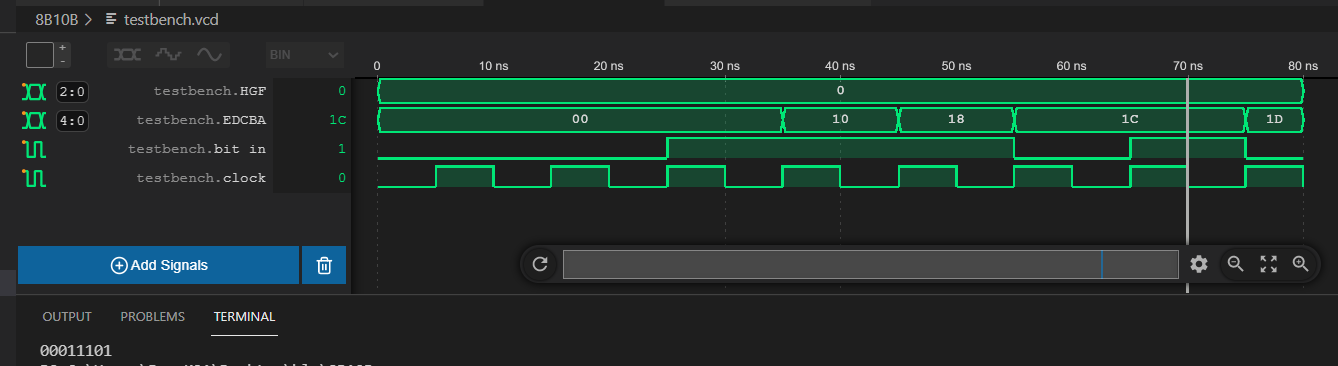 8B10B > testbench.vcd
+
-
BIN
0 10 ns 20 ns 30 ns 40 ns 50 ns 60 ns 70 ns 80 ns
2:0 testbench.HGF 0 0
4:0 testbench.EDCBA 1C 00 10 18 1C 1D
testbench.bit in 1
testbench.clock 0
Add Signals
OUTPUT PROBLEMS TERMINAL
00011101